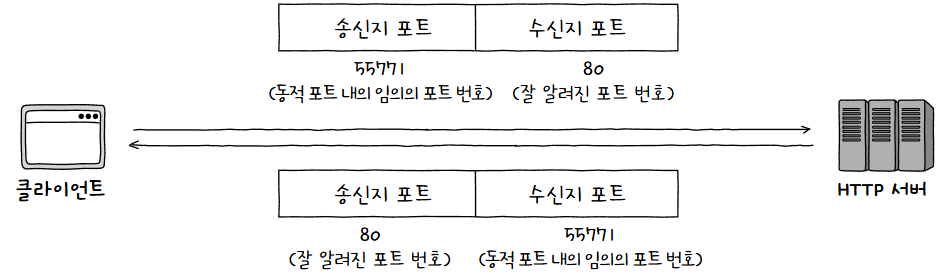 송신지 포트 수신지 포트
55771 80
(동적 포트 내의 임의의 포트 번호) (잘 알려진 포트 번호)
클라이언트 HTTP 서버
송신지 포트 수신지 포트
80 55771
(잘 알려진 포트 번호) (동적 포트 내의 임의의 포트 번호)